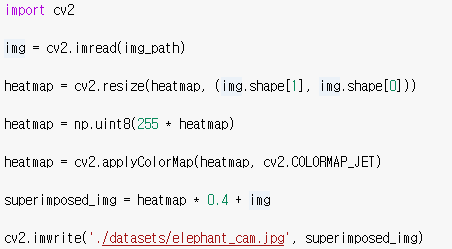 import cv2
img = cv2.imread(img_path)
heatmap = cv2.resize(heatmap, (img.shape[1], img.shape[0]))
heatmap = np.uint8(255 * heatmap)
heatmap = cv2.applyColorMap(heatmap, cv2.COLORMAP_JET)
superimposed_img = heatmap * 0.4 + img
cv2.imwrite('./datasets/elephant_cam.jpg', superimposed_img)